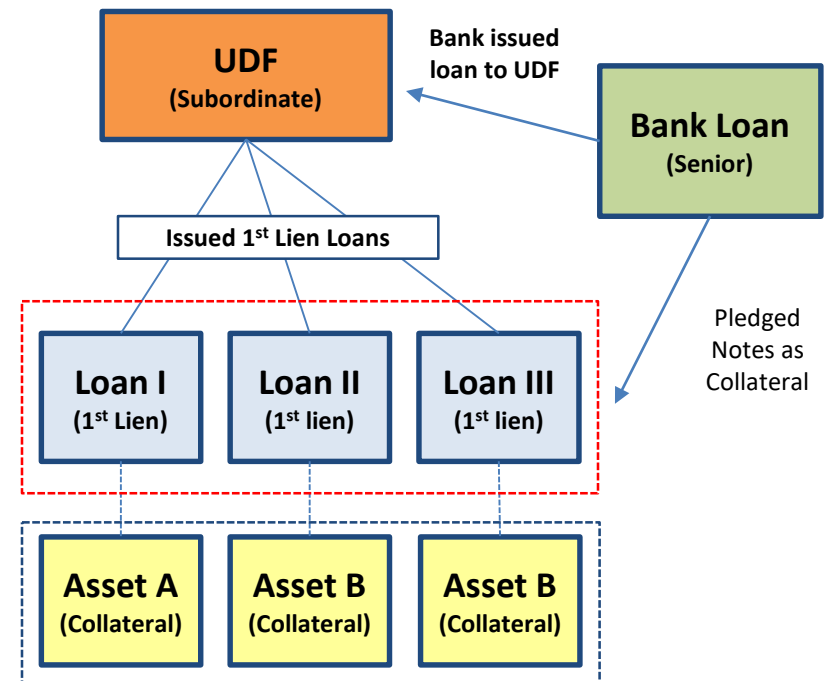 UDF
(Subordinate)
Bank issued
loan to UDF
Bank Loan
(Senior)
Issued 1st Lien Loans
Pledged
Notes as
Collateral
Loan I
(1st Lien)
Loan II
(1st lien)
Loan III
(1st lien)
Asset A
(Collateral)
Asset B
(Collateral)
Asset B
(Collateral)